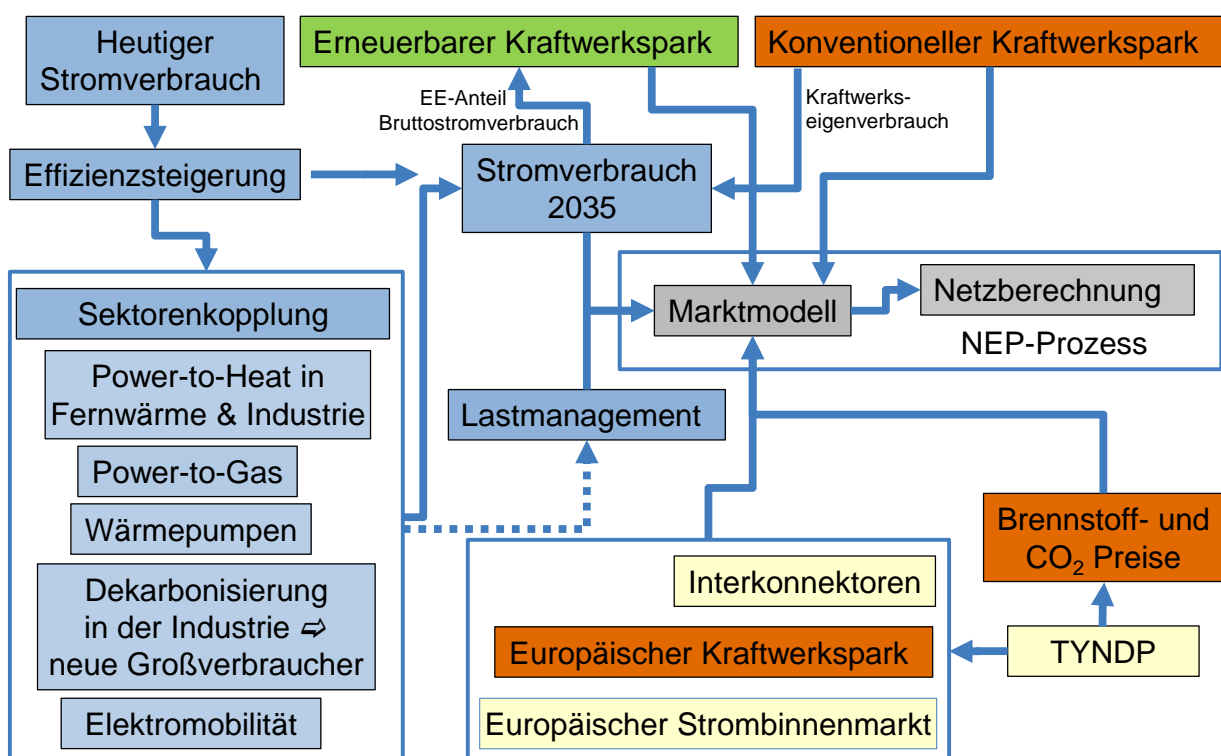 Heutiger
Stromverbrauch
Erneuerbarer Kraftwerkspark
Konventioneller Kraftwerkspark
EE-Anteil
Bruttostromverbrauch
Kraftwerks-
eigenverbrauch
Effizienzsteigerung
Stromverbrauch
2035
Sektorenkopplung
Marktmodell
Netzberechnung
NEP-Prozess
Power-to-Heat in
Fernwärme & Industrie
Lastmanagement
Power-to-Gas
Wärmepumpen
Brennstoff- und
CO₂ Preise
Interkonnektoren
Dekarbonisierung
in der Industrie ⇨
neue Großverbraucher
Europäischer Kraftwerkspark
TYNDP
Elektromobilität
Europäischer Strombinnenmarkt